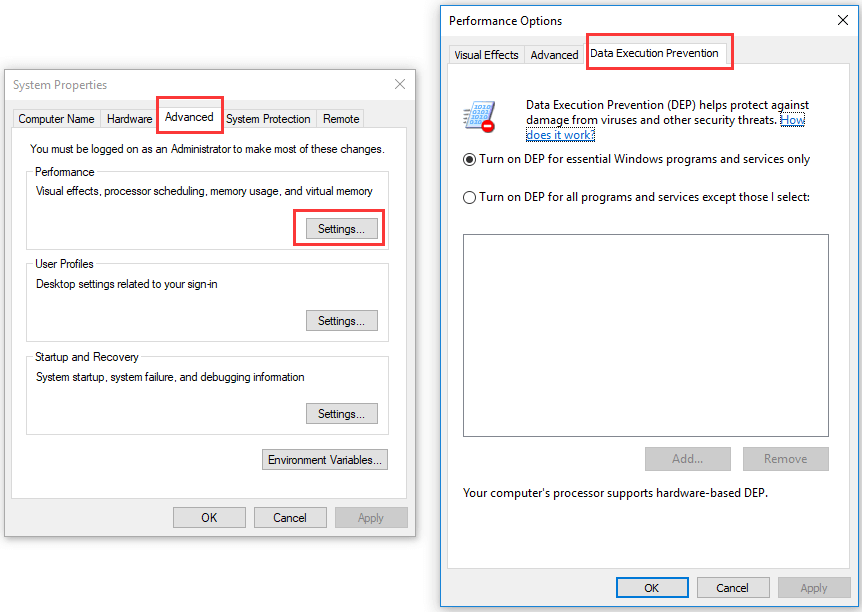 System Properties
Computer Name
Hardware
Advanced
System Protection
Remote
You must be logged on as an Administrator to make most of these changes.
Performance
Visual effects, processor scheduling, memory usage, and virtual memory
Settings...
User Profiles
Desktop settings related to your sign-in
Settings...
Startup and Recovery
System startup, system failure, and debugging information
Settings...
Environment Variables...
OK
Cancel
Apply
Performance Options
Visual Effects
Advanced
Data Execution Prevention
Data Execution Prevention (DEP) helps protect against
damage from viruses and other security threats. How
does it work?
Turn on DEP for essential Windows programs and services only
Turn on DEP for all programs and services except those I select:
Add...
Remove
Your computer's processor supports hardware-based DEP.
OK
Cancel
Apply